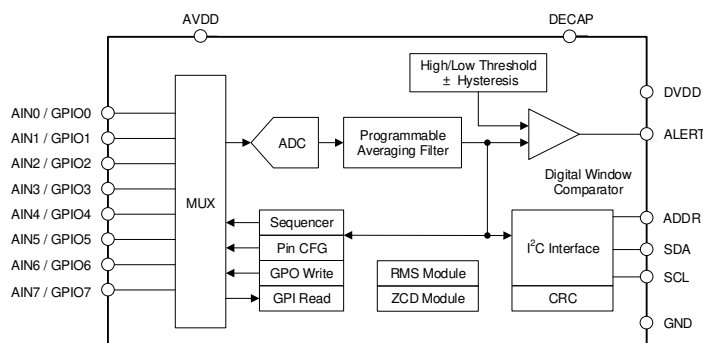 AVDD
DECAP
High/Low Threshold
± Hysteresis
DVDD
AIN0 / GPIO0
AIN1 / GPIO1
AIN2 / GPIO2
AIN3 / GPIO3
AIN4 / GPIO4
AIN5 / GPIO5
AIN6 / GPIO6
AIN7 / GPIO7
MUX
ADC
Programmable
Averaging Filter
ALERT
Digital Window
Comparator
Sequencer
Pin CFG
GPO Write
GPI Read
RMS Module
ZCD Module
I²C Interface
CRC
ADDR
SDA
SCL
GND